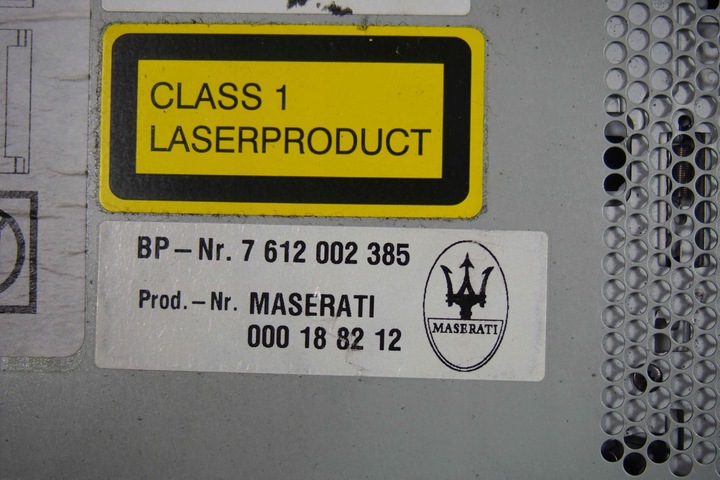 CLASS 1
LASERPRODUCT
BP-Nr. 7 612 002 385
Prod.-Nr. MASERATI
000 18 82 12
MASERATI